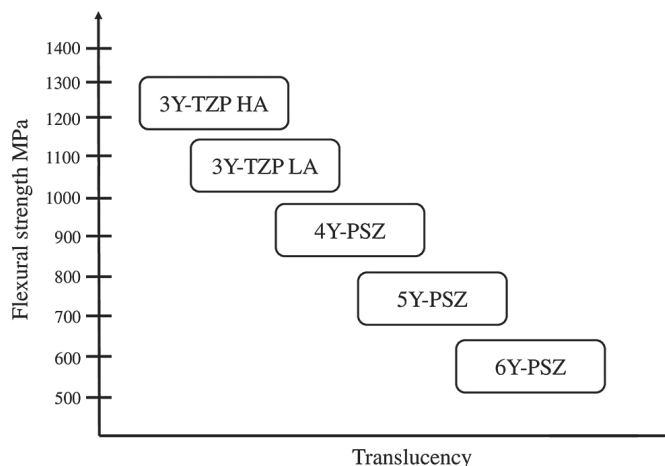 1400
1300
1200
1100
1000
900
800
700
600
500
Flexural strength MPa
3Y-TZP HA
3Y-TZP LA
4Y-PSZ
5Y-PSZ
6Y-PSZ
Translucency